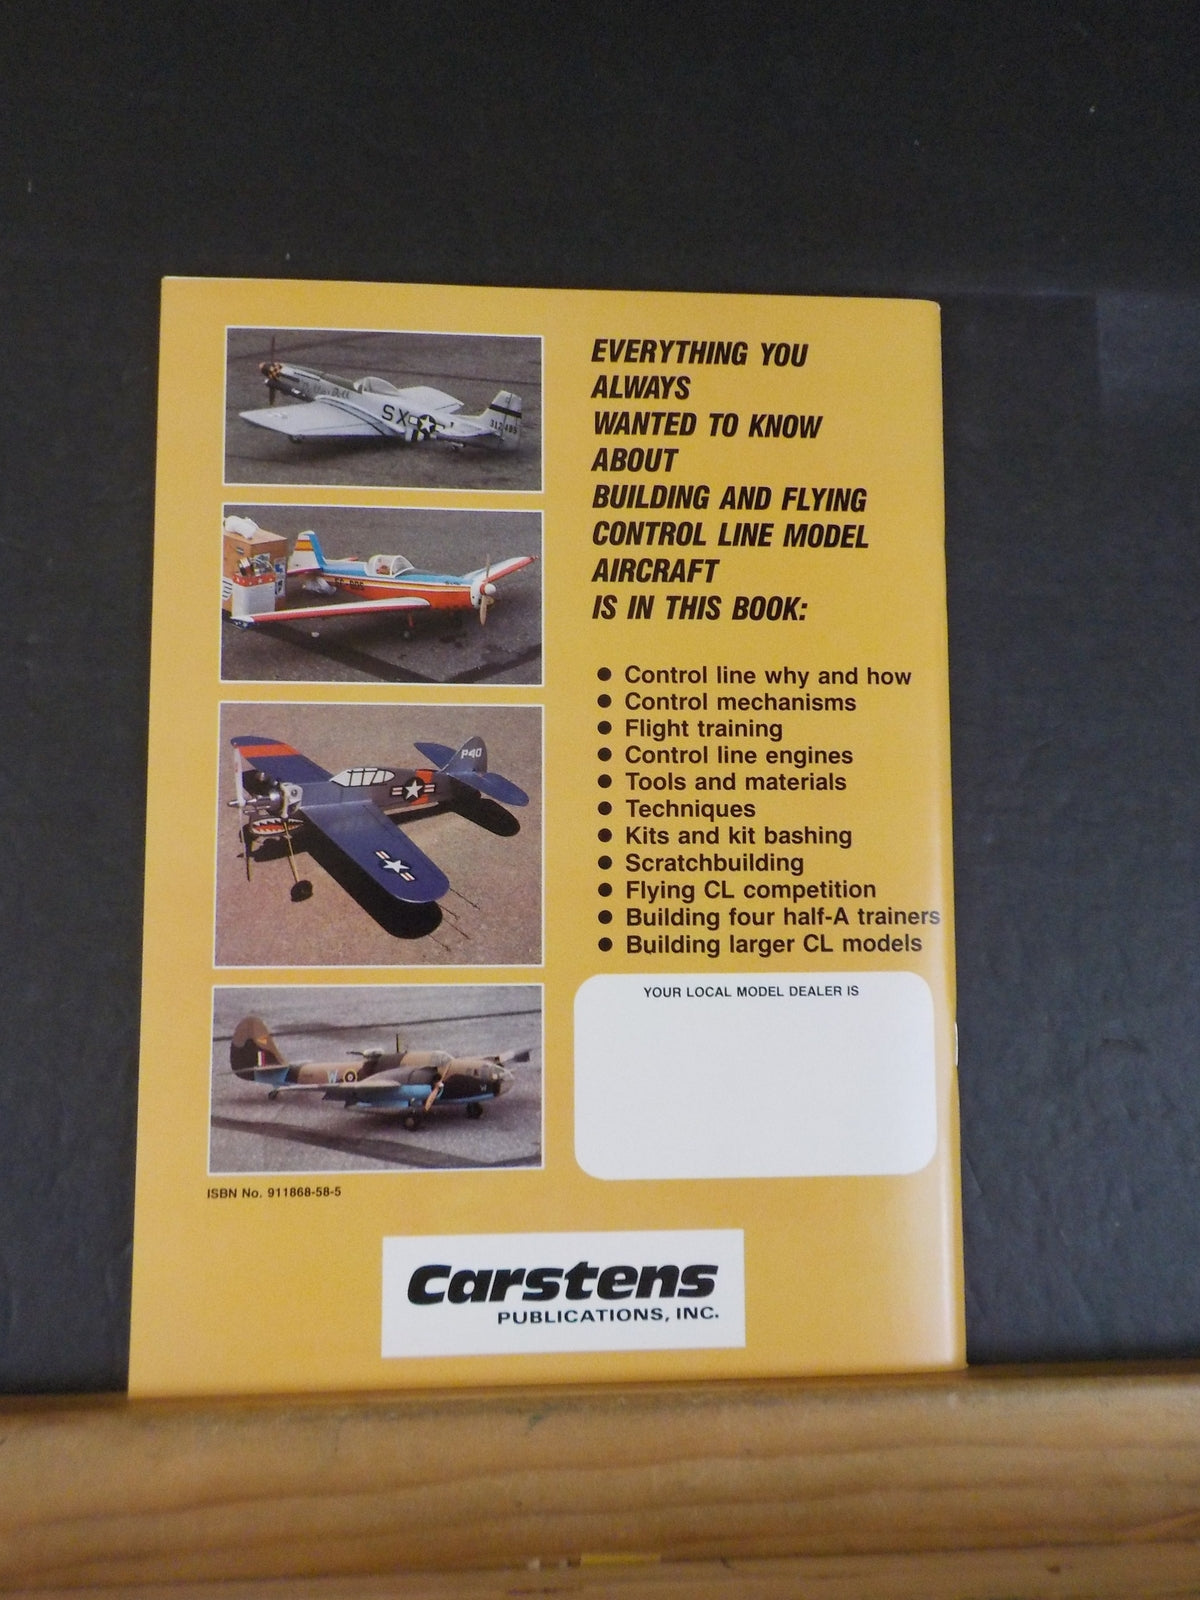 EVERYTHING YOU
ALWAYS
WANTED TO KNOW
ABOUT
BUILDING AND FLYING
CONTROL LINE MODEL
AIRCRAFT
IS IN THIS BOOK:
● Control line why and how
● Control mechanisms
● Flight training
● Control line engines
● Tools and materials
● Techniques
● Kits and kit bashing
● Scratchbuilding
● Flying CL competition
● Building four half-A trainers
● Building larger CL models
YOUR LOCAL MODEL DEALER IS
SX
P40
W
ISBN No. 911868-58-5
Carstens
PUBLICATIONS, INC.